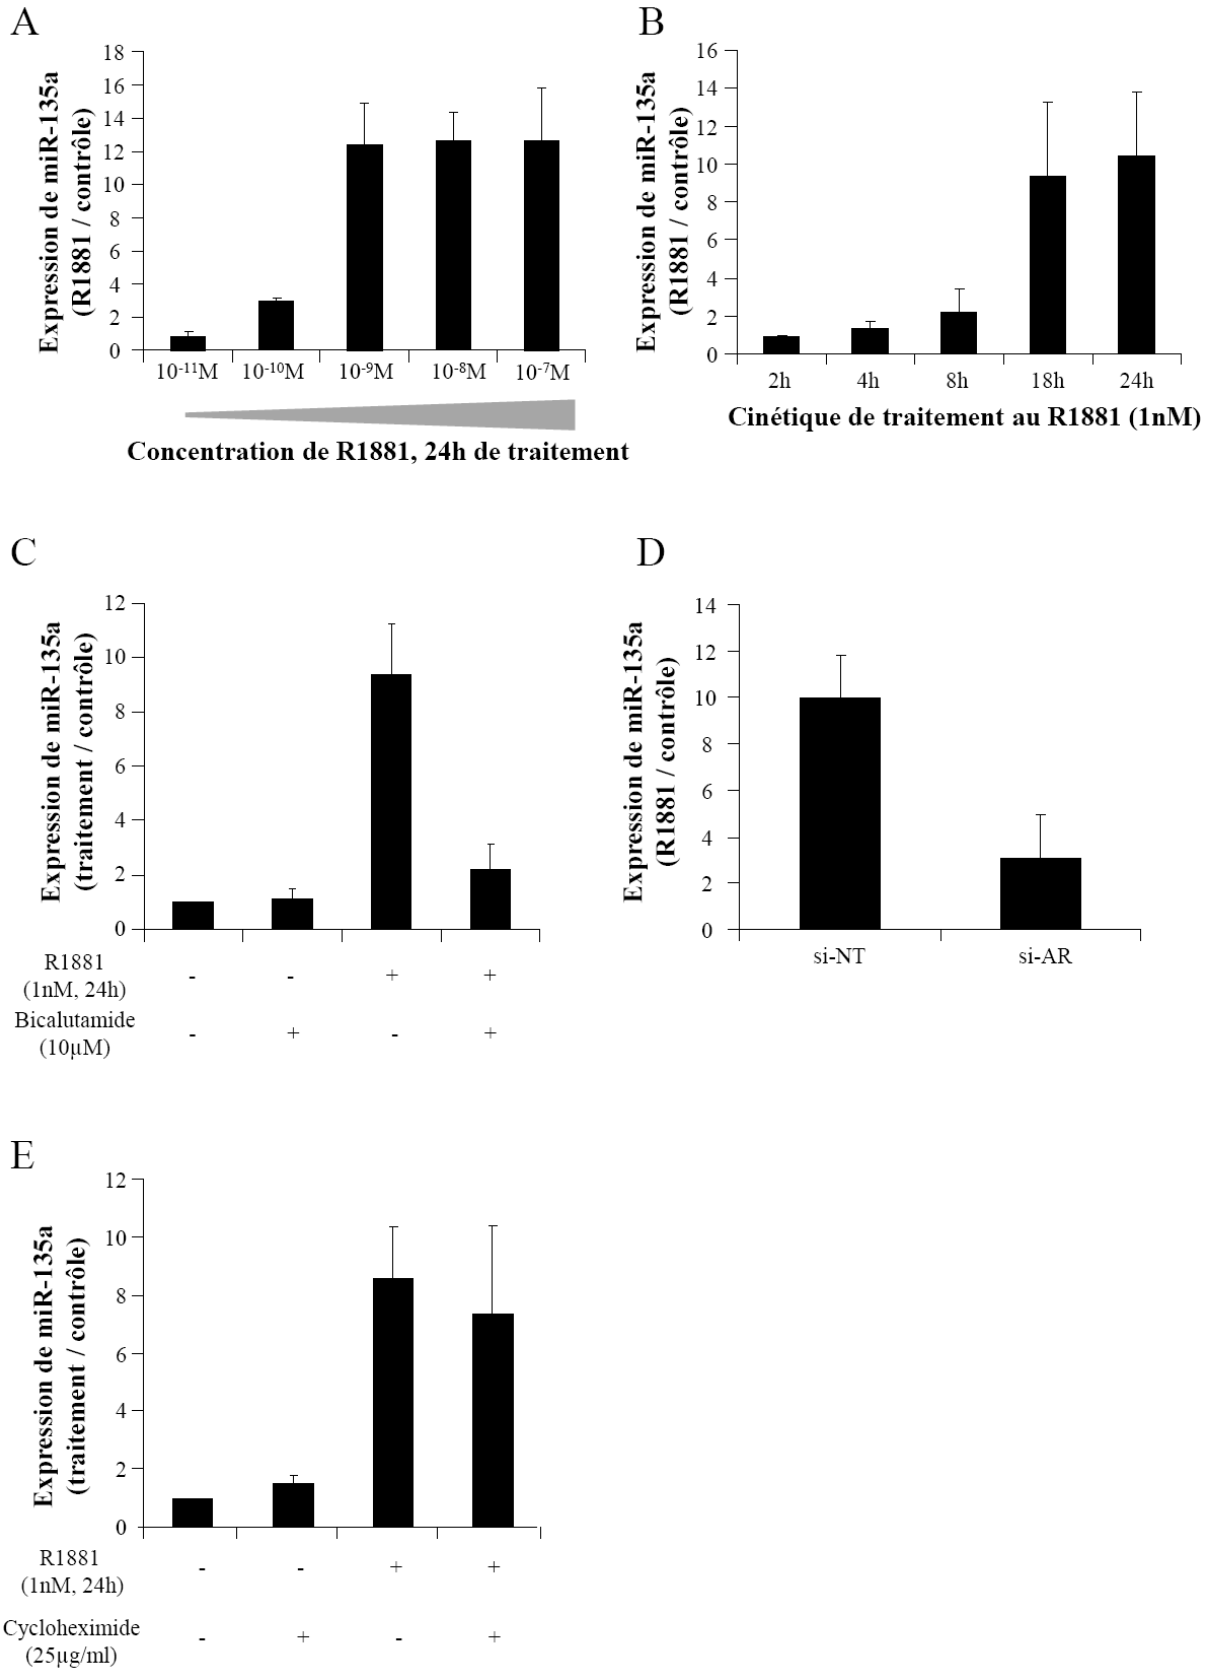 A
Expression de miR-135a
(R1881 / contrôle)
18
16
14
12
10
8
6
4
2
0
10-11M 10-10M 10-9M 10-8M 10-7M
Concentration de R1881, 24h de traitement
B
Expression de miR-135a
(R1881 / contrôle)
16
14
12
10
8
6
4
2
0
2h 4h 8h 18h 24h
Cinétique de traitement au R1881 (1nM)
C
Expression de miR-135a
(traitement / contrôle)
12
10
8
6
4
2
0
R1881
(1nM, 24h)
- - + +
Bicalutamide
(10µM)
- + - +
D
Expression de miR-135a
(R1881 / contrôle)
14
12
10
8
6
4
2
0
si-NT si-AR
E
Expression de miR-135a
(traitement / contrôle)
12
10
8
6
4
2
0
R1881
(1nM, 24h)
- - + +
Cycloheximide
(25µg/ml)
- + - +